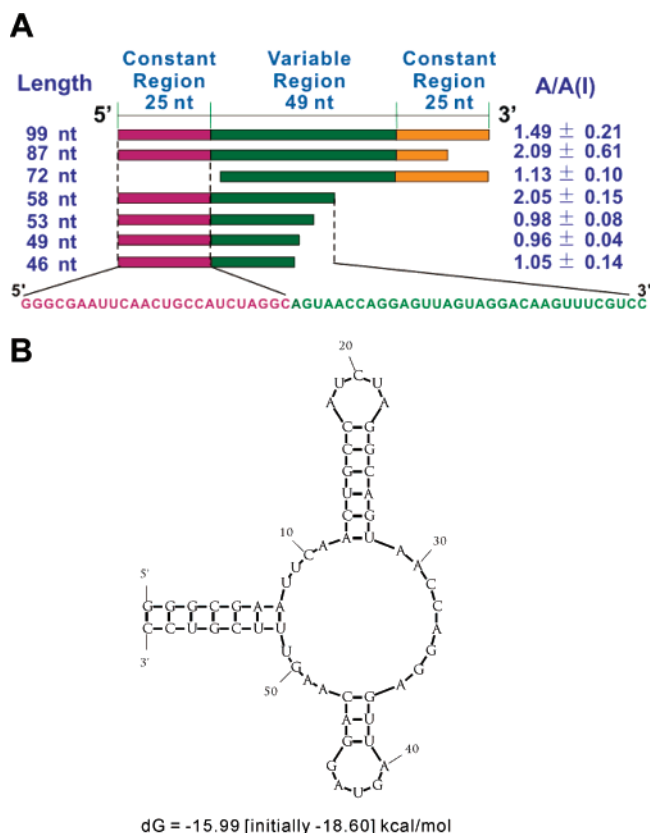 A
Length
Constant Region 25 nt
Variable Region 49 nt
Constant Region 25 nt
A/A(I)
5’
3’
99 nt
1.49 ± 0.21
87 nt
2.09 ± 0.61
72 nt
1.13 ± 0.10
58 nt
2.05 ± 0.15
53 nt
0.98 ± 0.08
49 nt
0.96 ± 0.04
46 nt
1.05 ± 0.14
5’
3’
GGGCGAAUUCAACUGCCAUCUAGGCAGUAACCAGGAGUUAGUAGGACAAGUUUCGUCC
B
5'
GGGCGAAUUCAACUGCCAUCUAGGCAGUAACCAGGAGUUAGUAGGACAAGUUUCGUCC
3'
10
20
30
40
50
dG = -15.99 [initially -18.60] kcal/mol